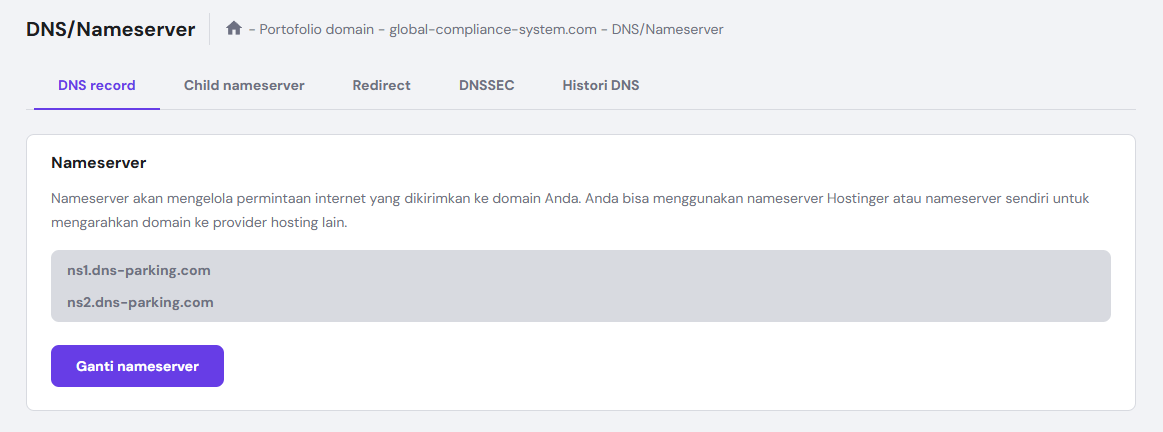 DNS/Nameserver
- Portofolio domain - global-compliance-system.com - DNS/Nameserver
DNS record
Child nameserver
Redirect
DNSSEC
Histori DNS
Nameserver
Nameserver akan mengelola permintaan internet yang dikirimkan ke domain Anda. Anda bisa menggunakan nameserver Hostinger atau nameserver sendiri untuk
mengarahkan domain ke provider hosting lain.
ns1.dns-parking.com
ns2.dns-parking.com
Ganti nameserver